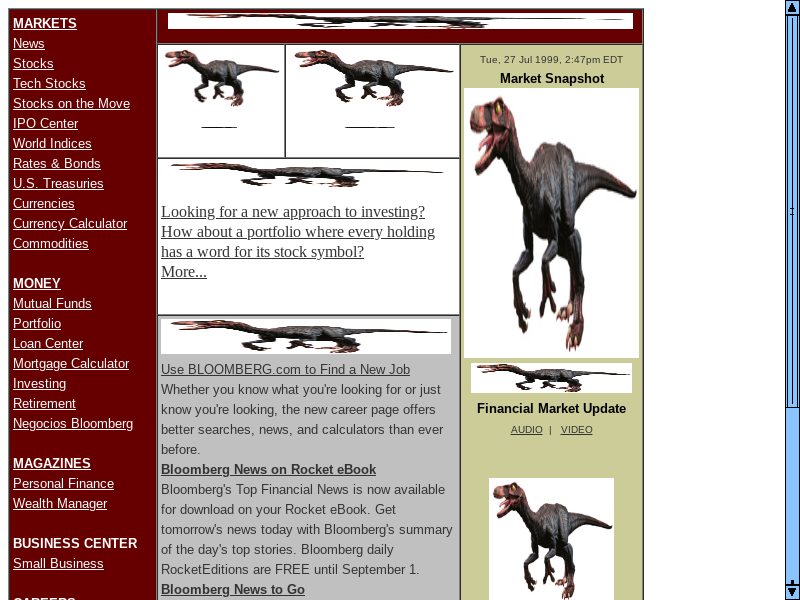 MARKETS
News
Stocks
Tech Stocks
Stocks on the Move
IPO Center
World Indices
Rates & Bonds
U.S. Treasuries
Currencies
Currency Calculator
Commodities
MONEY
Mutual Funds
Portfolio
Loan Center
Mortgage Calculator
Investing
Retirement
Negocios Bloomberg
MAGAZINES
Personal Finance
Wealth Manager
BUSINESS CENTER
Small Business
CAREERS
Looking for a new approach to investing?
How about a portfolio where every holding
has a word for its stock symbol?
More...
Use BLOOMBERG.com to Find a New Job
Whether you know what you're looking for or just
know you're looking, the new career page offers
better searches, news, and calculators than ever
before.
Bloomberg News on Rocket eBook
Bloomberg's Top Financial News is now available
for download on your Rocket eBook. Get
tomorrow's news today with Bloomberg's summary
of the day's top stories. Bloomberg daily
RocketEditions are FREE until September 1.
Bloomberg News to Go
Tue, 27 Jul 1999, 2:47pm EDT
Market Snapshot
Financial Market Update
AUDIO | VIDEO